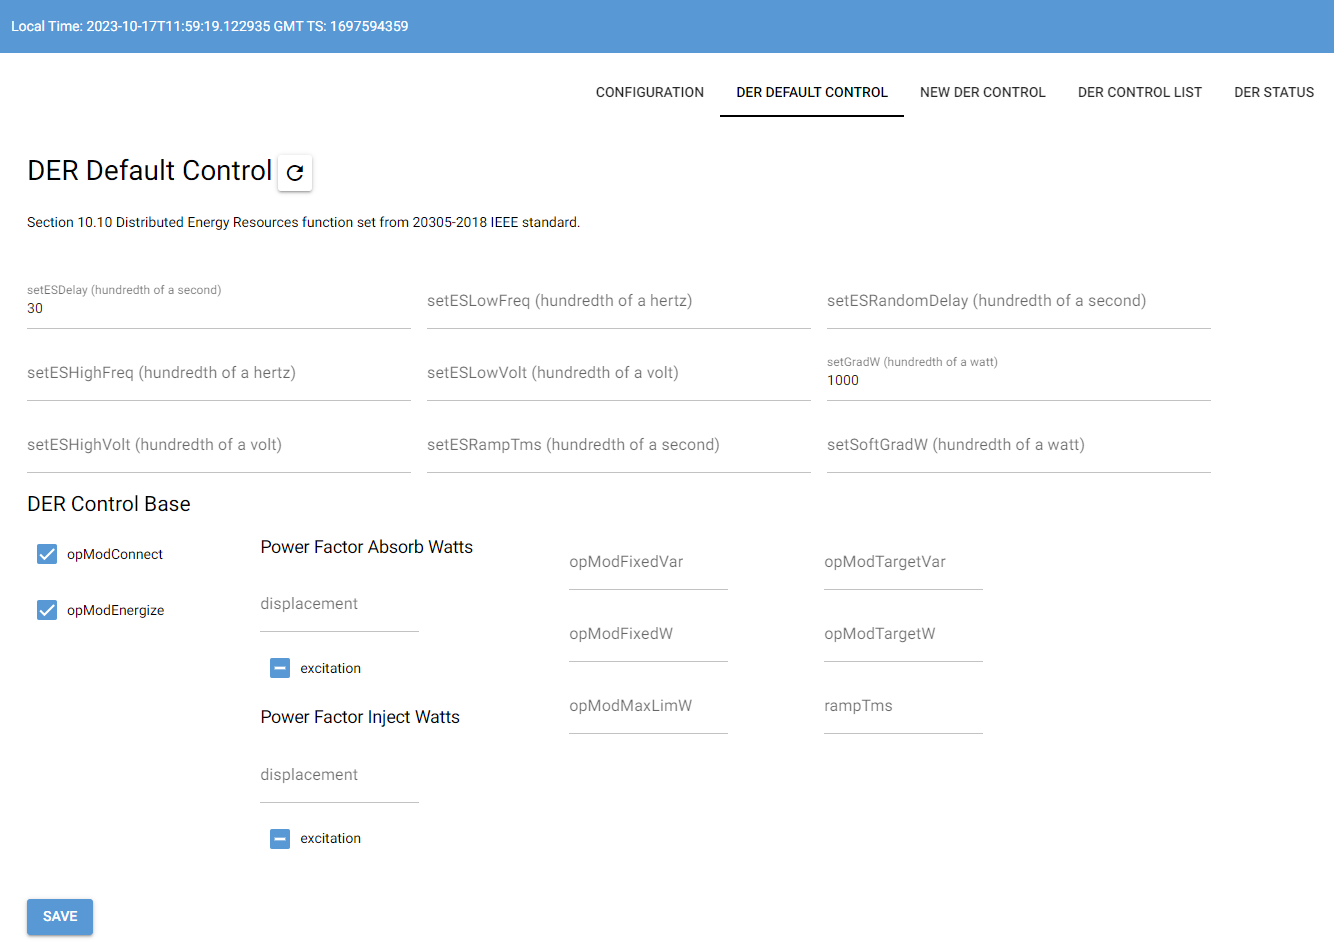 Local Time: 2023-10-17T11:59:19.122935 GMT TS: 1697594359
CONFIGURATION DER DEFAULT CONTROL NEW DER CONTROL DER CONTROL LIST DER STATUS
DER Default Control
Section 10.10 Distributed Energy Resources function set from 20305-2018 IEEE standard.
setESDelay (hundredth of a second)
30
setESLowFreq (hundredth of a hertz)
setESRandomDelay (hundredth of a second)
setESHighFreq (hundredth of a hertz)
setESLowVolt (hundredth of a volt)
setGradW (hundredth of a watt)
1000
setESHighVolt (hundredth of a volt)
setESRampTms (hundredth of a second)
setSoftGradW (hundredth of a watt)
DER Control Base
opModConnect
opModEnergize
Power Factor Absorb Watts
displacement
excitation
Power Factor Inject Watts
displacement
excitation
opModFixedVar
opModFixedW
opModMaxLimW
opModTargetVar
opModTargetW
rampTms
SAVE